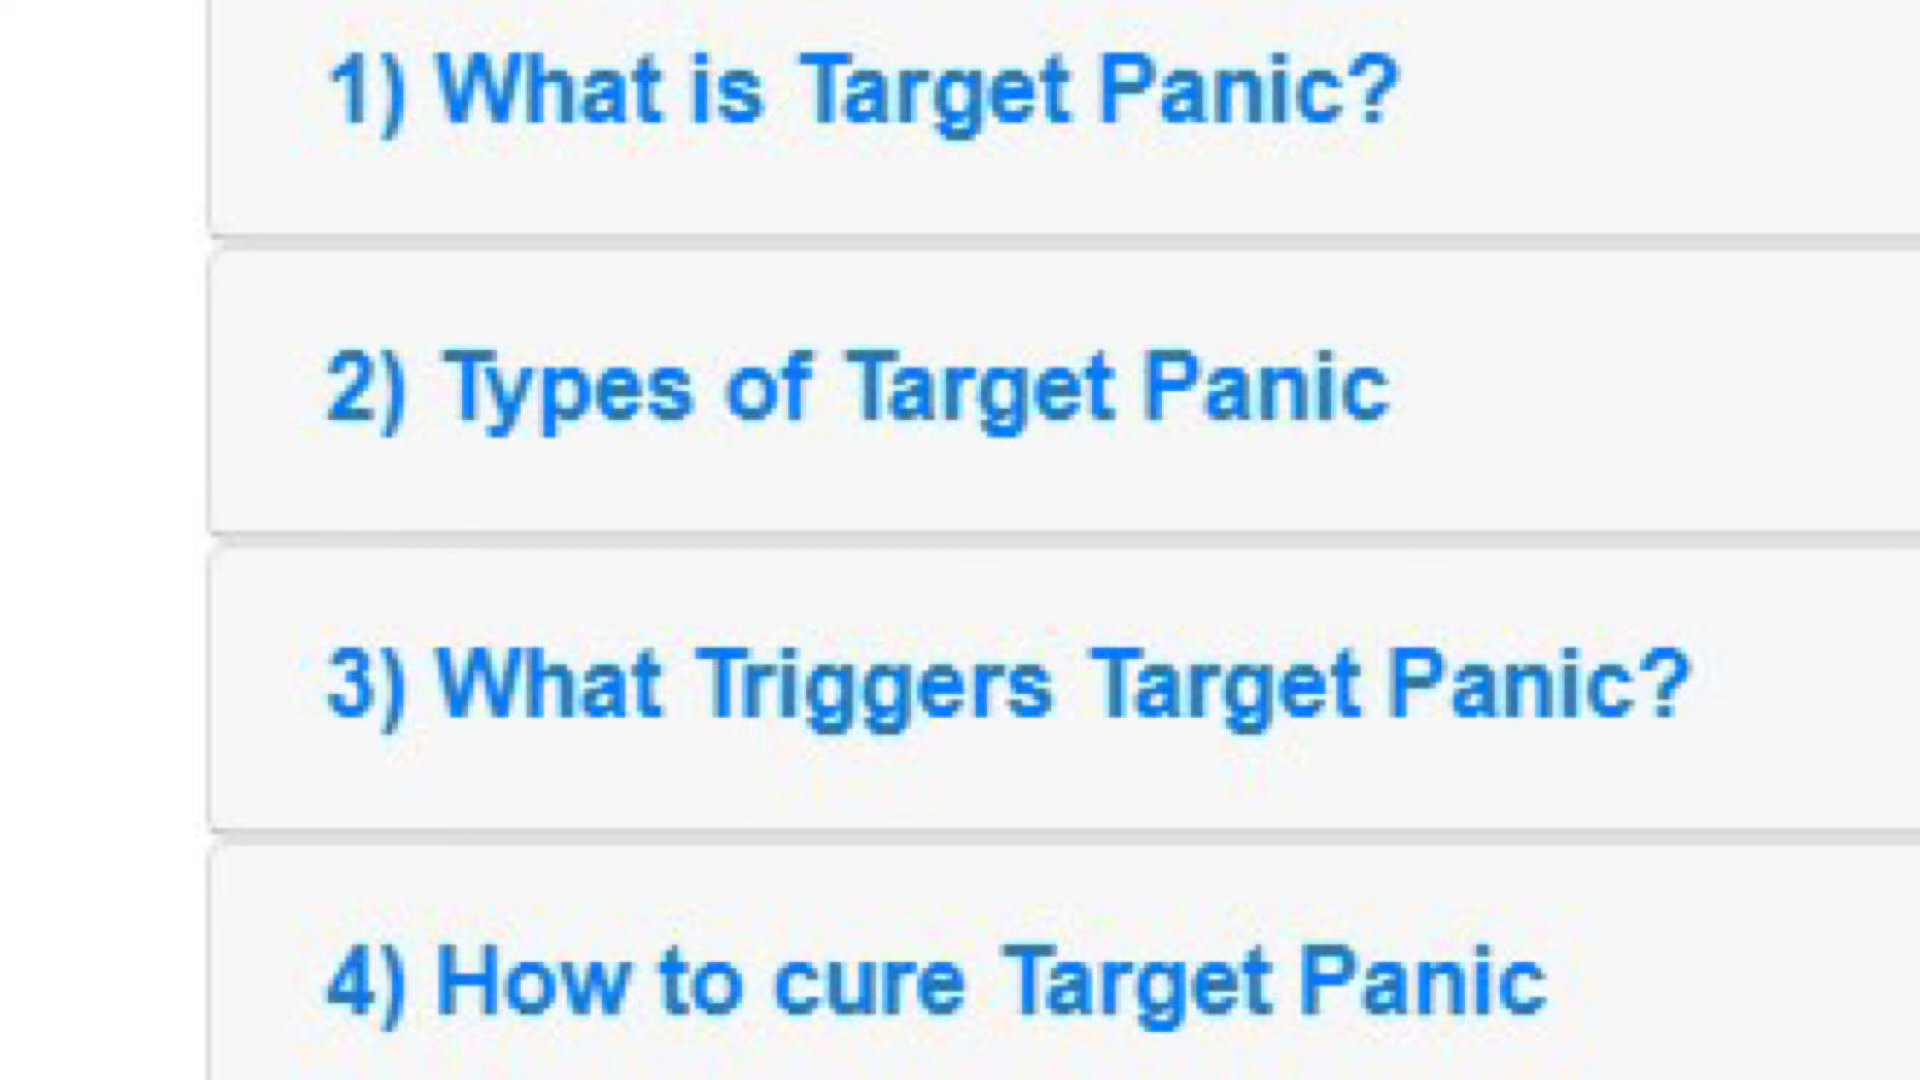 1) What is Target Panic?
2) Types of Target Panic
3) What Triggers Target Panic?
4) How to cure Target Panic